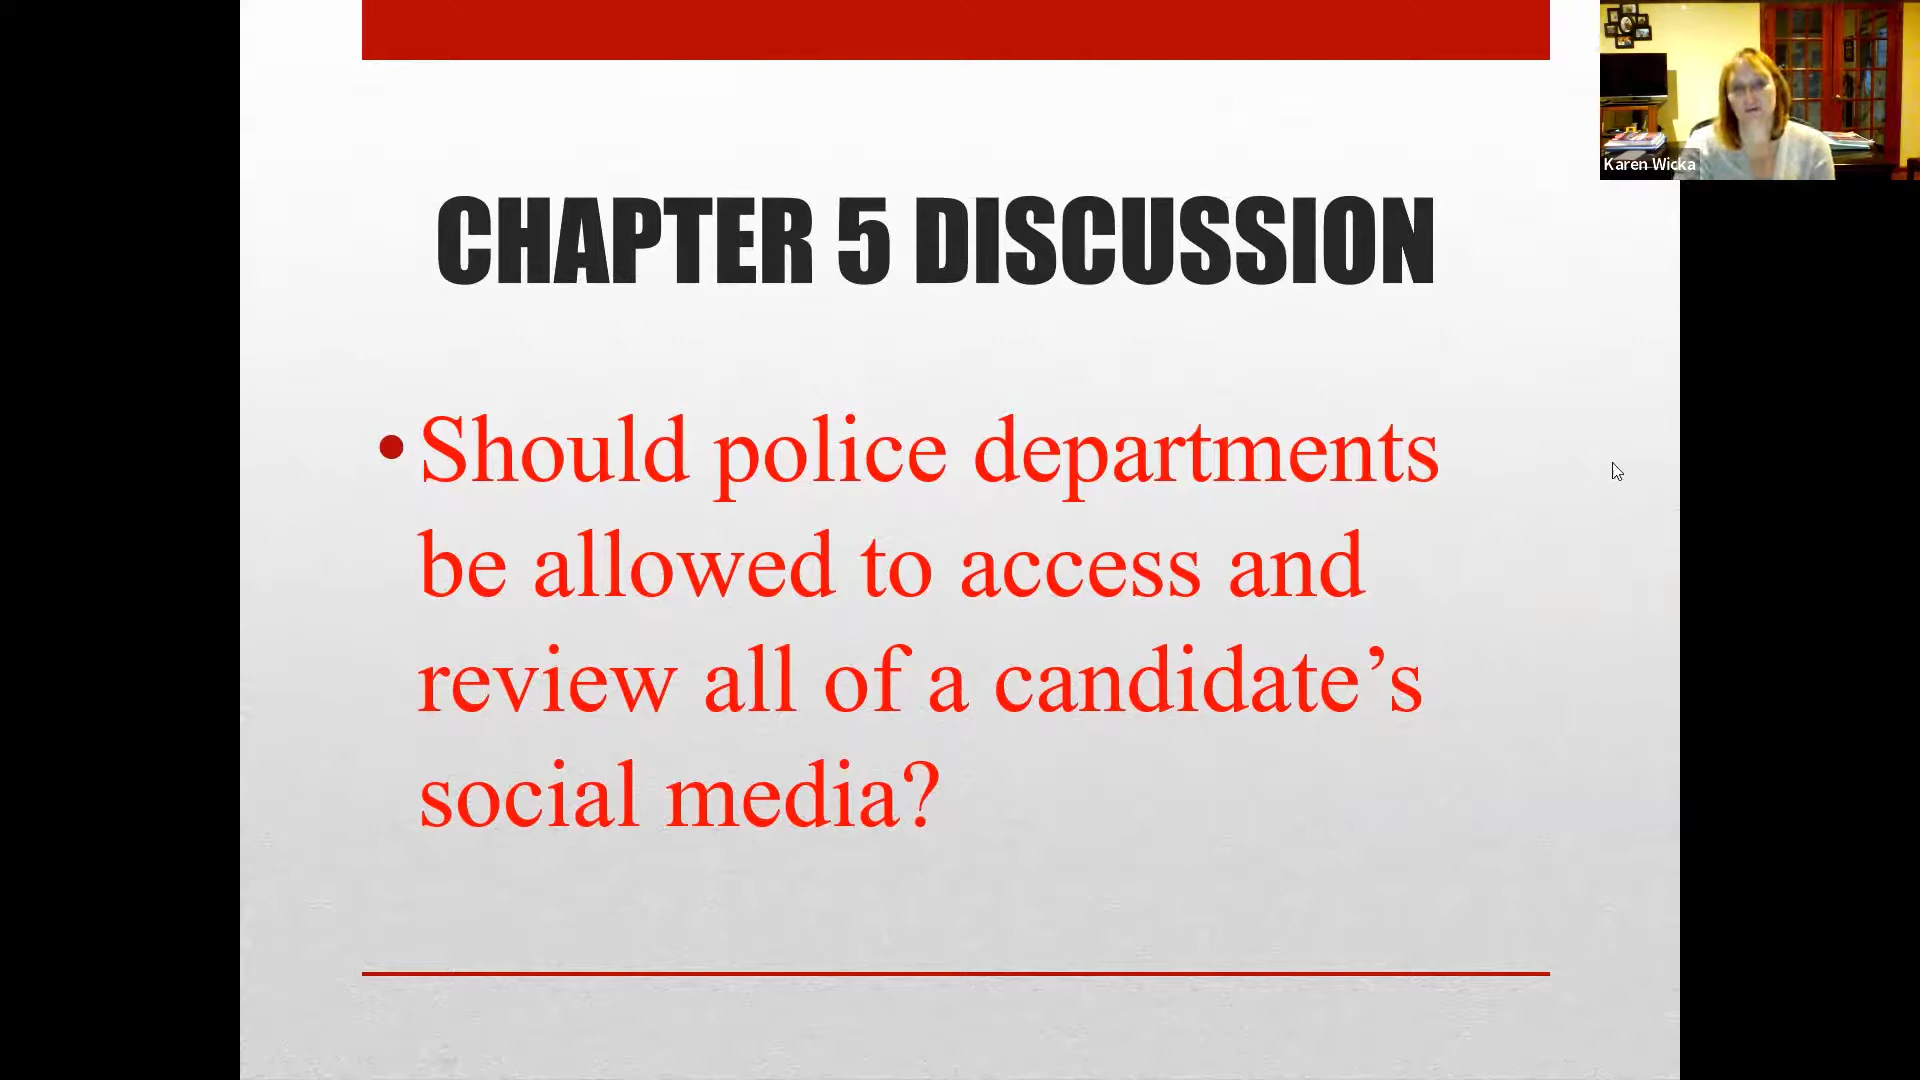 CHAPTER 5 DISCUSSION
• Should police departments
be allowed to access and
review all of a candidate’s
social media?
Karen Wicka